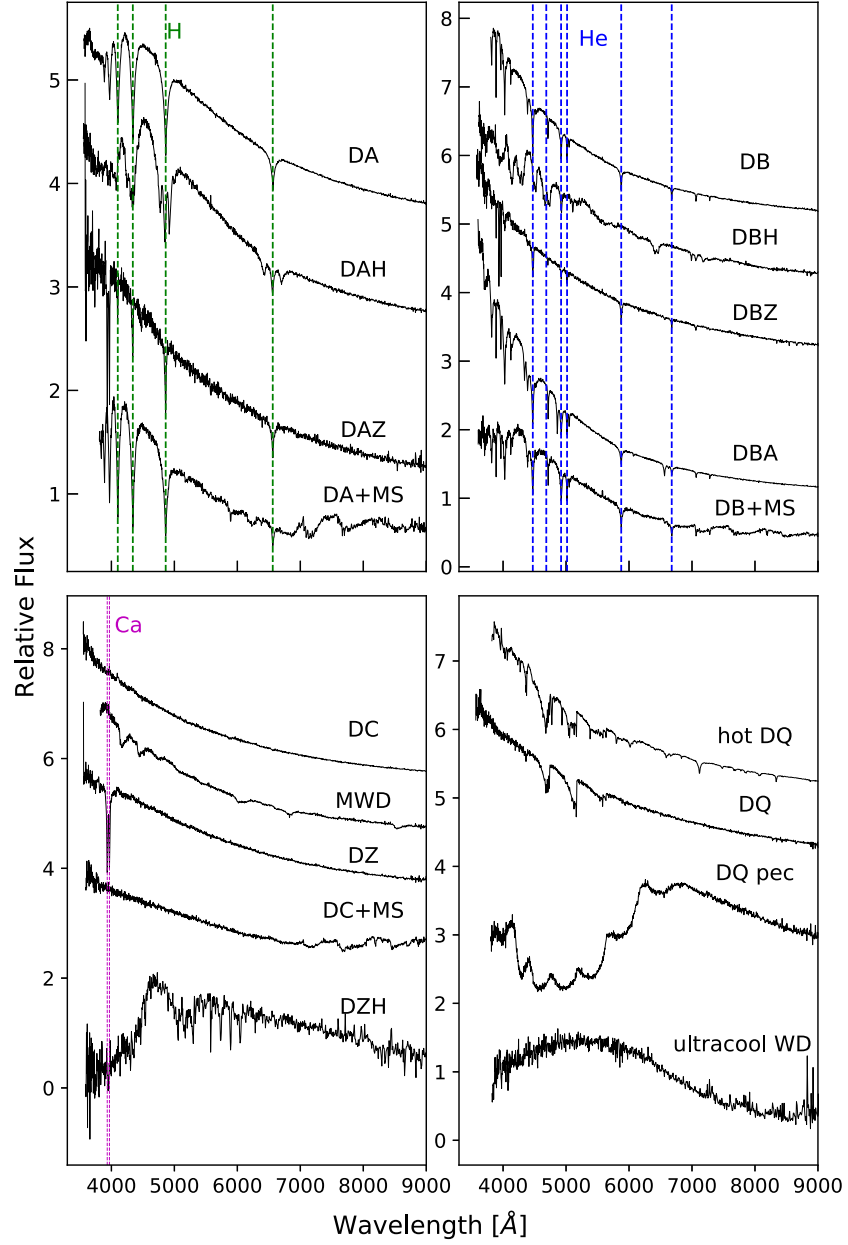 H
DA
DAH
DAZ
DA+MS
5
4
3
2
1
He
DB
DBH
DBZ
DBA
DB+MS
8
7
6
5
4
3
2
1
0
Relative Flux
Ca
DC
MWD
DZ
DC+MS
DZH
8
6
4
2
0
4000 5000 6000 7000 8000 9000
hot DQ
DQ
DQ pec
ultracool WD
7
6
5
4
3
2
1
0
4000 5000 6000 7000 8000 9000
Wavelength [Å]